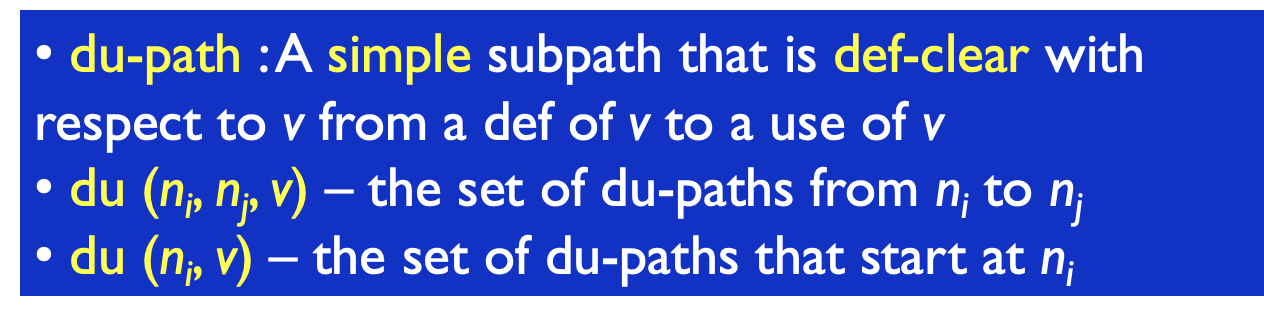 • du-path : A simple subpath that is def-clear with
respect to v from a def of v to a use of v
• du (nᵢ, nⱼ, v) – the set of du-paths from nᵢ to nⱼ
• du (nᵢ, v) – the set of du-paths that start at nᵢ